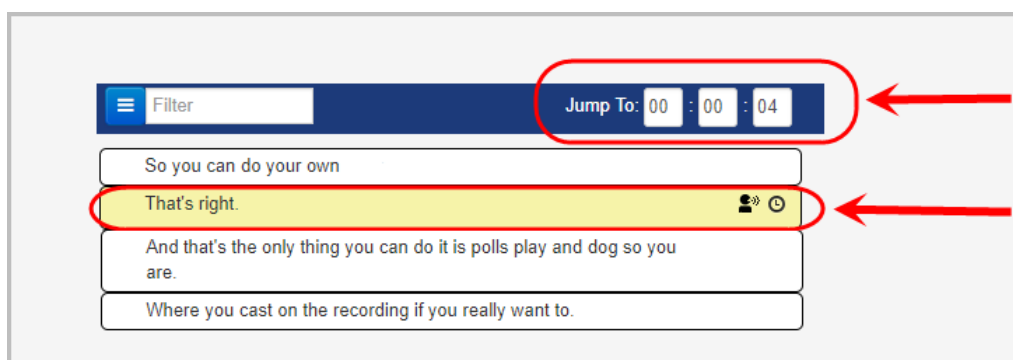 Filter
Jump To: 00 : 00 : 04
So you can do your own
That's right.
And that's the only thing you can do it is polls play and dog so you
are.
Where you cast on the recording if you really want to.